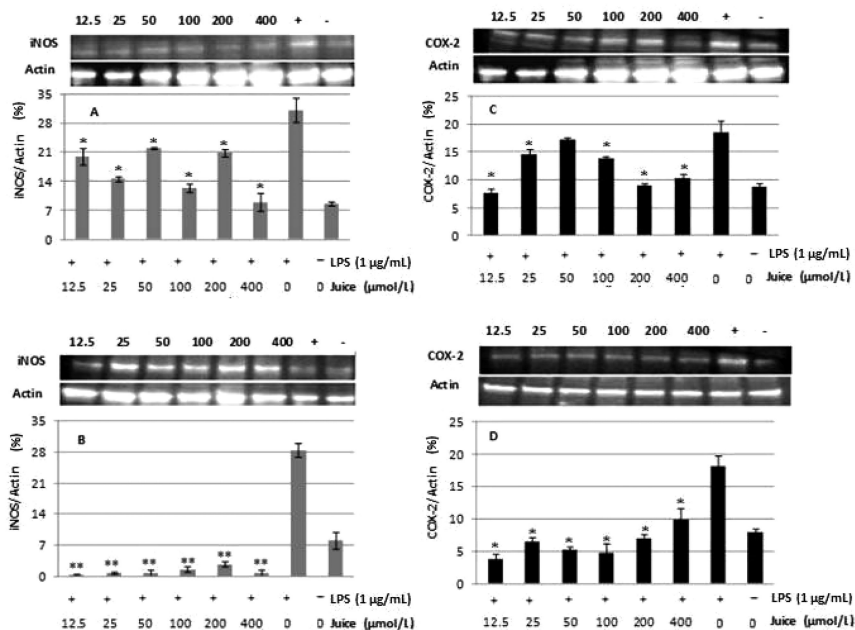 12.5 25 50 100 200 400 + -
iNOS
Actin
35
28
21
14
7
0
iNOS/Actin (%)
A
* * * * * *
+ + + + + + + − LPS (1 µg/mL)
12.5 25 50 100 200 400 0 0 Juice (µmol/l)
12.5 25 50 100 200 400 + -
COX-2
Actin
25
20
15
10
5
0
COX-2/Actin (%)
C
* * * * *
+ + + + + + + − LPS (1 µg/mL)
12.5 25 50 100 200 400 0 0 Juice (µmol/l)
12.5 25 50 100 200 400 + -
iNOS
Actin
35
28
21
14
7
0
iNOS/Actin (%)
B
** ** ** ** ** **
+ + + + + + + − LPS (1 µg/mL)
12.5 25 50 100 200 400 0 0 Juice (µmol/l)
12.5 25 50 100 200 400 + -
COX-2
Actin
25
20
15
10
5
0
COX-2/Actin (%)
D
* * * * * *
+ + + + + + + − LPS (1 µg/mL)
12.5 25 50 100 200 400 0 0 Juice (µmol/l)